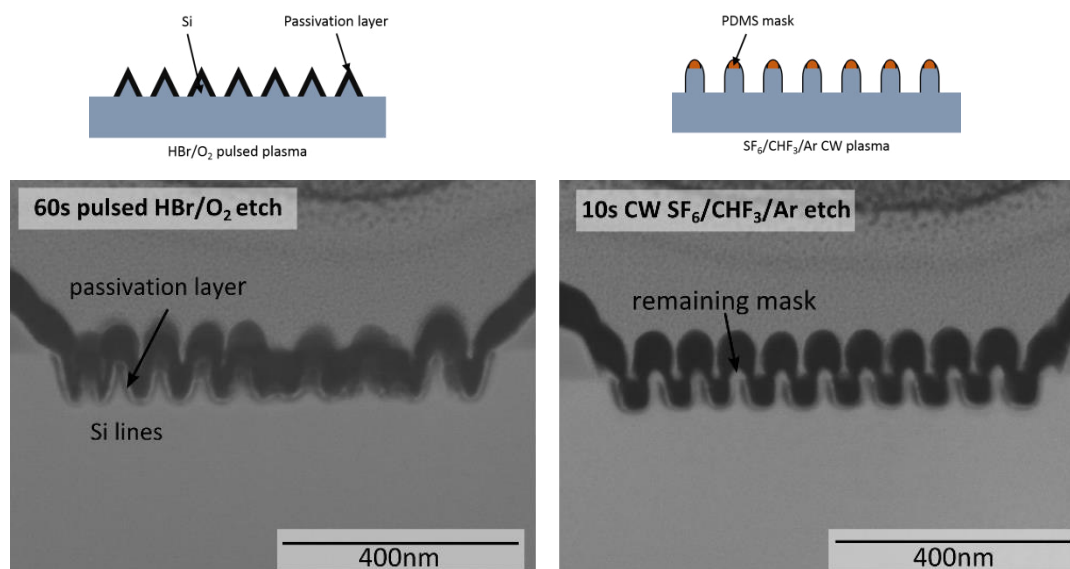 Si
Passivation layer
HBr/O₂ pulsed plasma
PDMS mask
SF₆/CHF₃/Ar CW plasma
60s pulsed HBr/O₂ etch
passivation layer
Si lines
400nm
10s CW SF₆/CHF₃/Ar etch
remaining mask
400nm